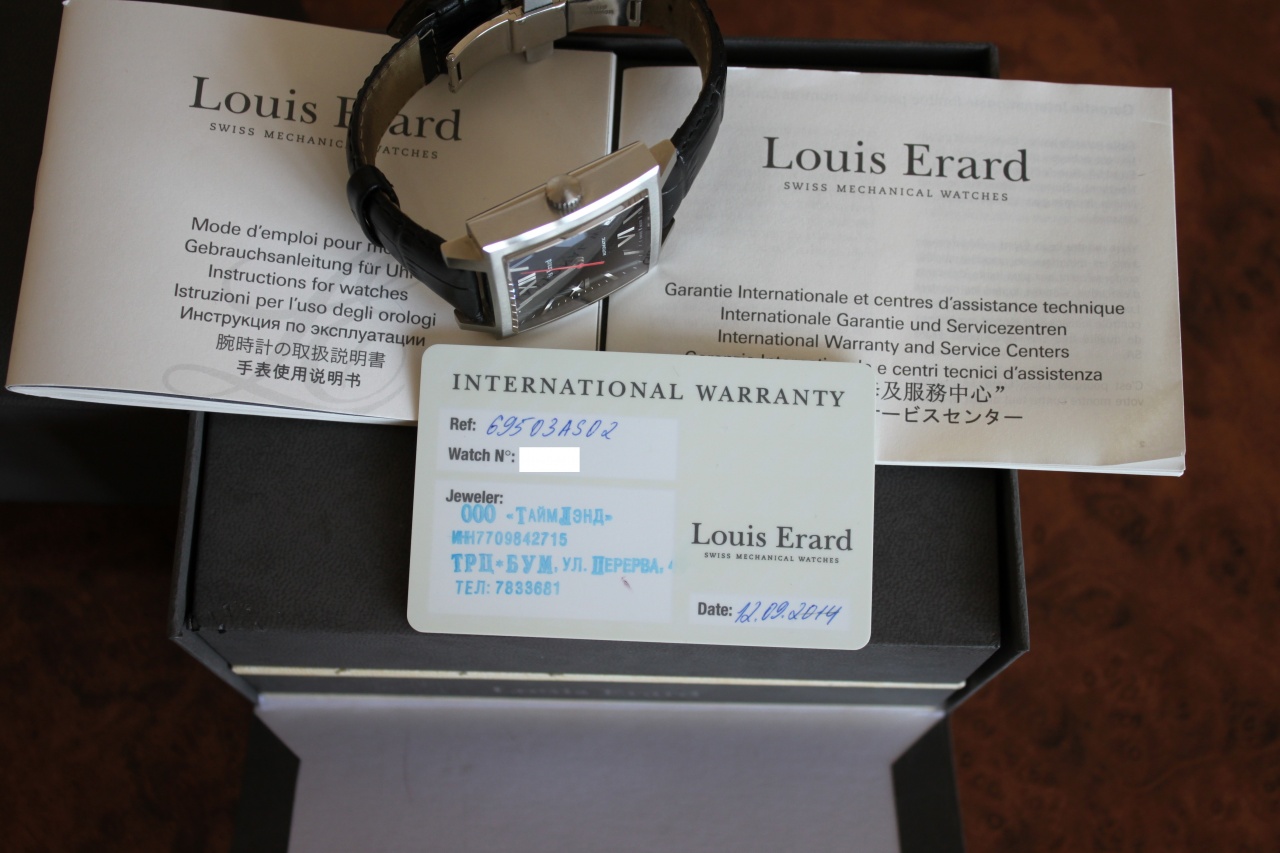 Louis Erard
SWISS MECHANICAL WATCHES
Mode d'emploi pour
Gebrauchsanleitung für
Instructions for watches
Istruzioni per l'uso degli orologi
Инструкция по эксплуатации
腕時計の取扱説明書
手表使用说明书
Louis Erard
SWISS MECHANICAL WATCHES
Garantie Internationale et centres d'assistance technique
Internationale Garantie und Servicezentren
International Warranty and Service Centers
e centri tecnici d'assistenza
及服務中心”
ービスセンター
INTERNATIONAL WARRANTY
Ref: 69503AS02
Watch N°:
Jeweler:
ООО «ТАЙМЛЭНД»
ИНН7709842715
ТРЦ•БУМ, УЛ. ПЕРЕРВА,
ТЕЛ: 7833681
Louis Erard
SWISS MECHANICAL WATCHES
Date: 12.09.2014
Louis Erard